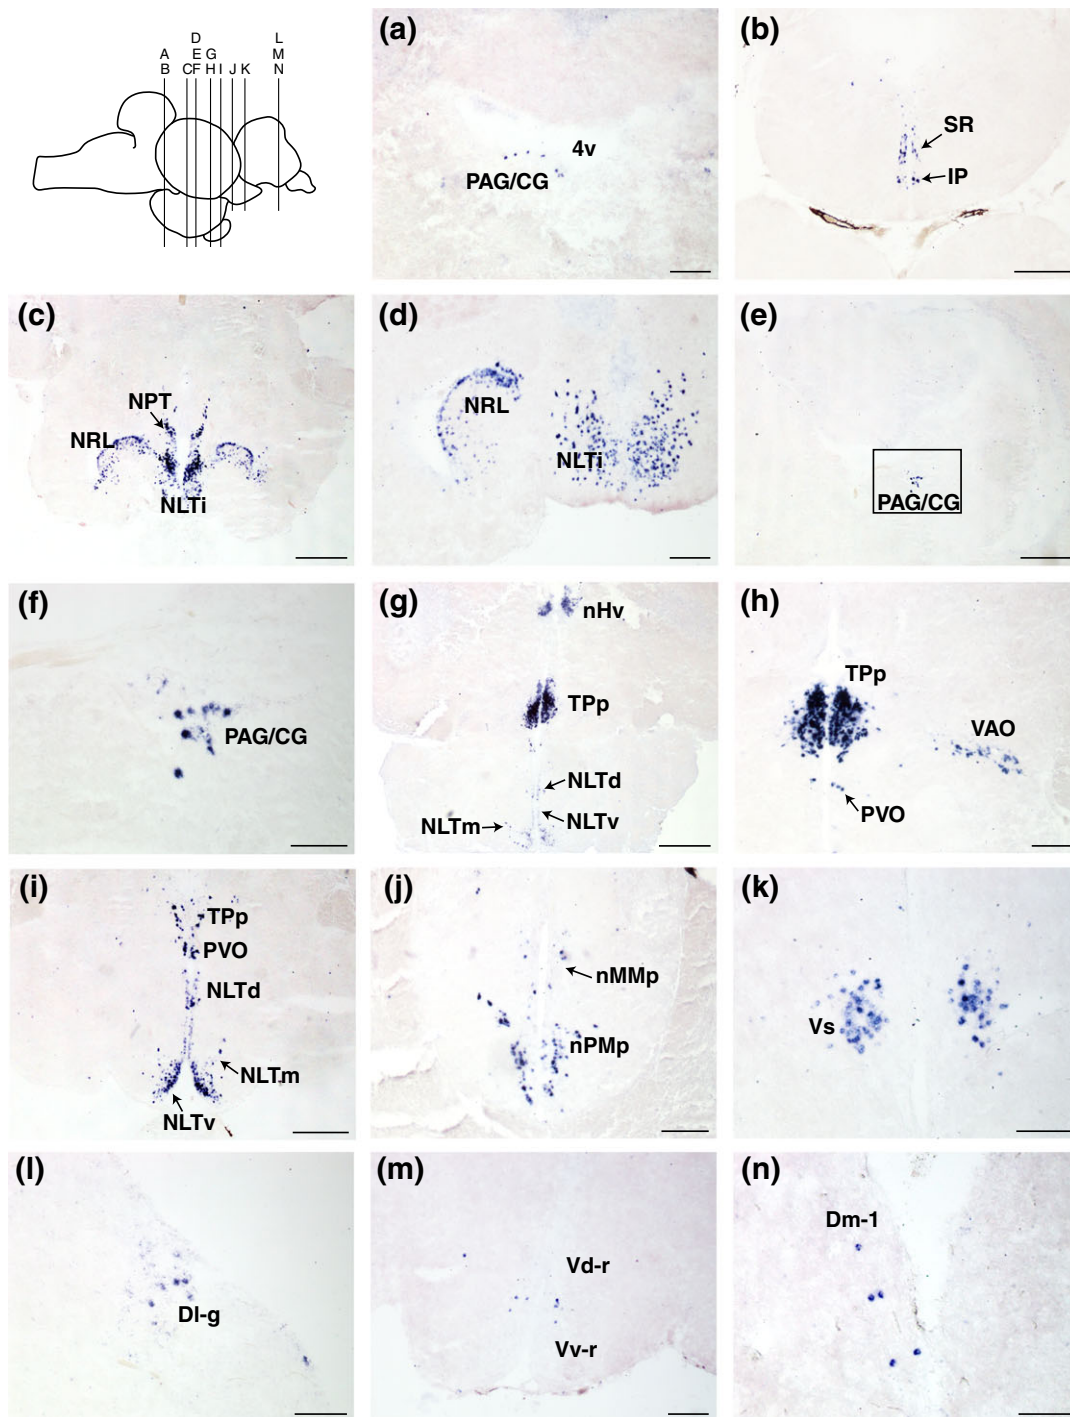 D L
A E G M
B C F H I J K N
(a)
4v
PAG/CG
(b)
SR
IP
(c)
NPT
NRL
NLTi
(d)
NRL
NLTi
(e)
PAG/CG
(f)
PAG/CG
(g)
nHv
TPp
NLTd
NLTm
NLTv
(h)
TPp
VAO
PVO
(i)
TPp
PVO
NLTd
NLTm
NLTv
(j)
nMMp
nPMp
(k)
Vs
(l)
Dl-g
(m)
Vd-r
Vv-r
(n)
Dm-1